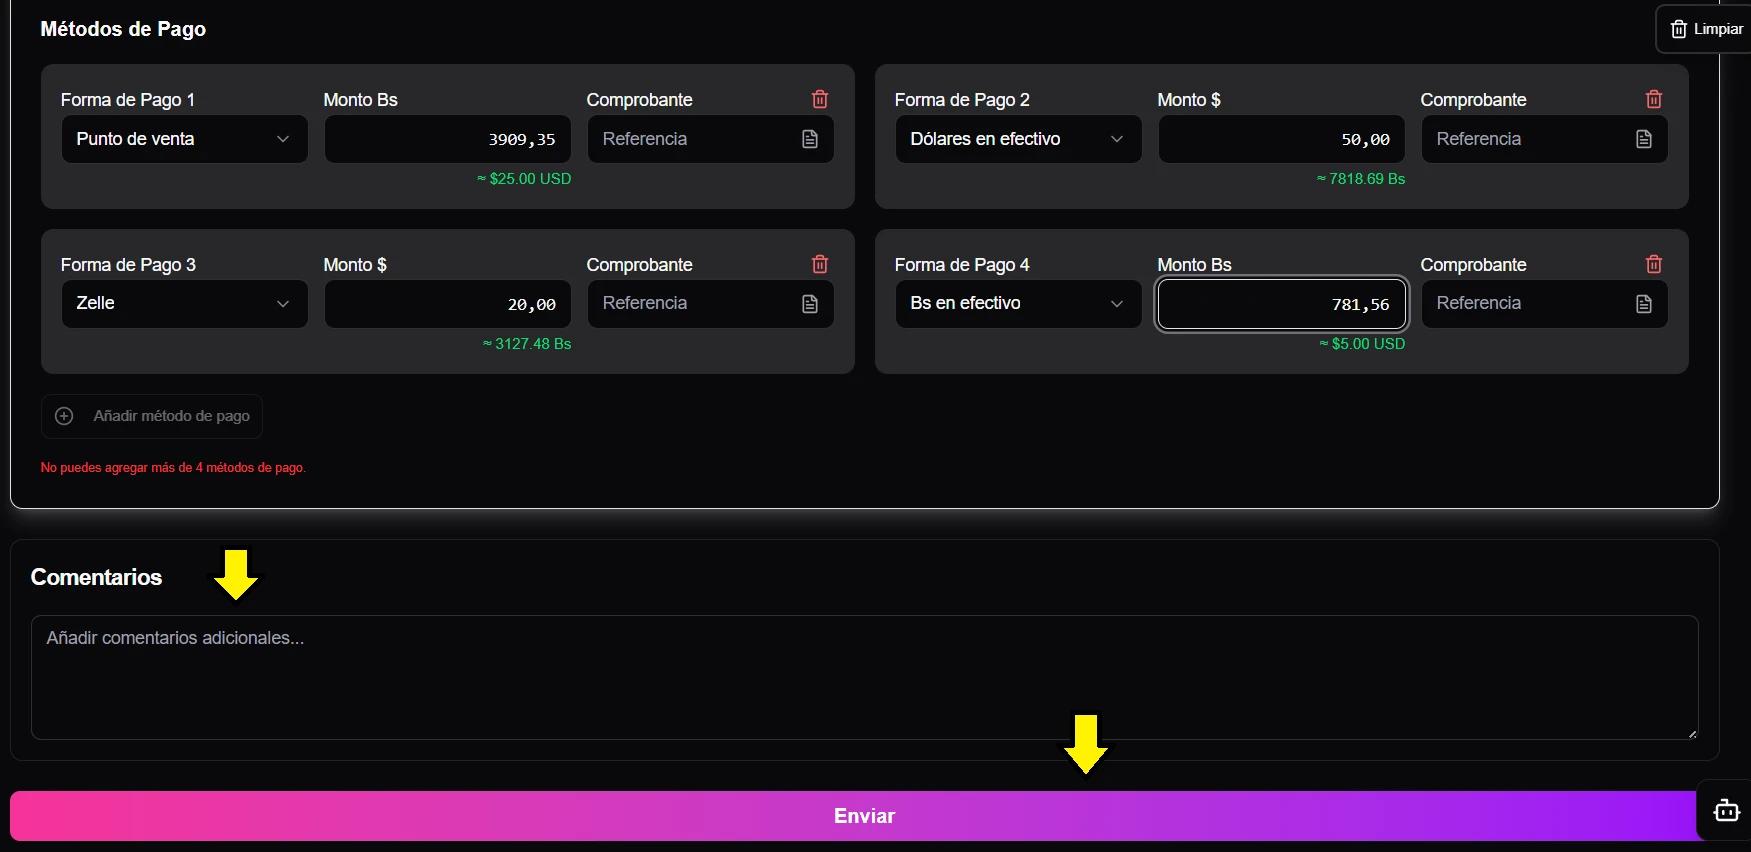 Métodos de Pago
Limpiar
Forma de Pago 1 Monto Bs Comprobante
Punto de venta 3909,35 Referencia
≈ $25.00 USD
Forma de Pago 2 Monto $ Comprobante
Dólares en efectivo 50,00 Referencia
≈ 7818.69 Bs
Forma de Pago 3 Monto $ Comprobante
Zelle 20,00 Referencia
≈ 3127.48 Bs
Forma de Pago 4 Monto Bs Comprobante
Bs en efectivo 781,56 Referencia
≈ $5.00 USD
Añadir método de pago
No puedes agregar más de 4 métodos de pago.
Comentarios
Añadir comentarios adicionales...
Enviar